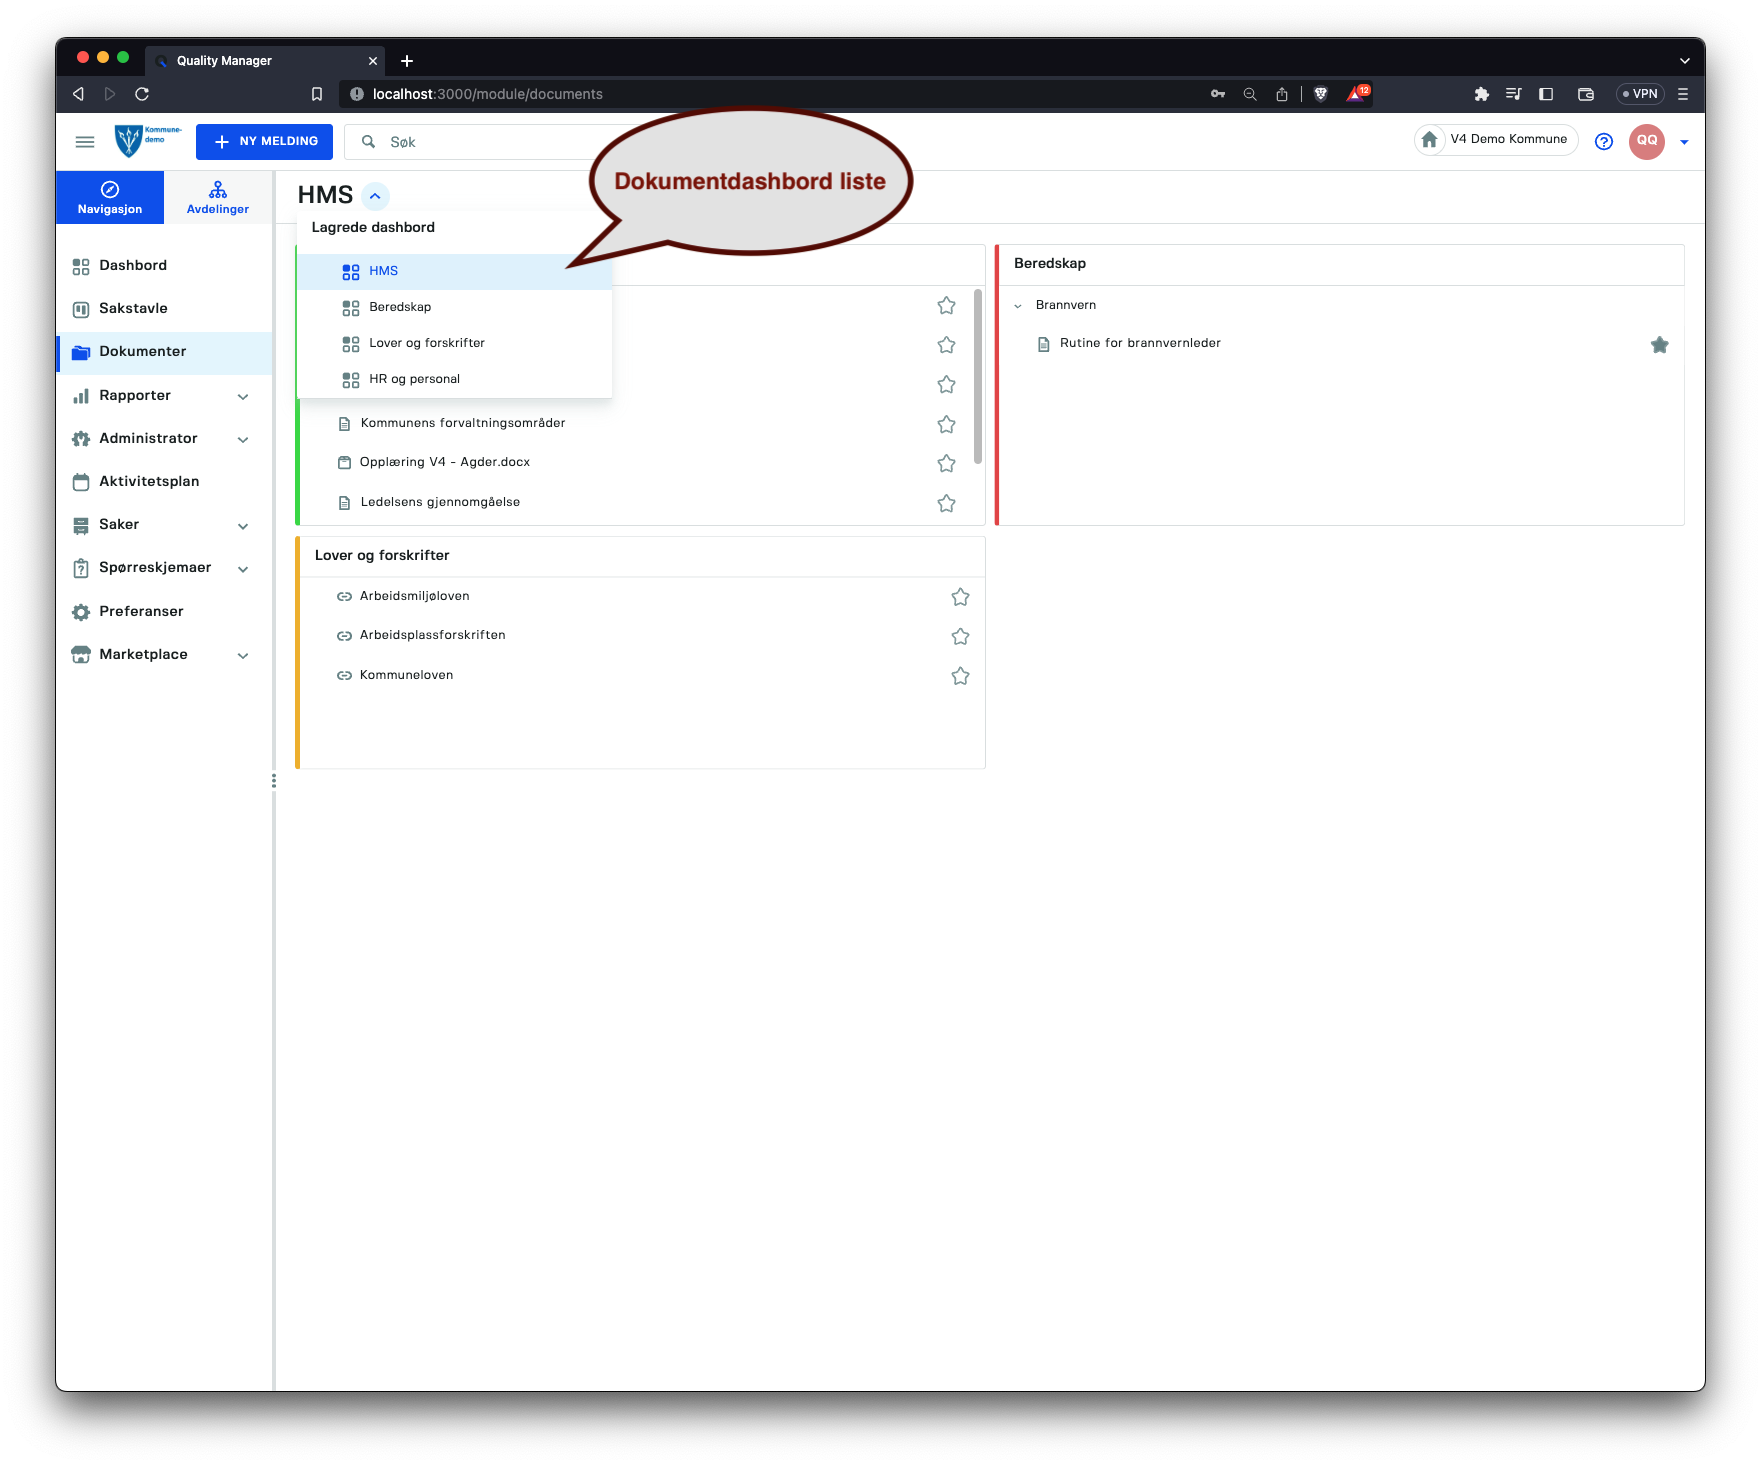 Quality Manager
localhost:3000/module/documents
12
VPN
Kommune-
demo
NY MELDING
Søk
V4 Demo Kommune
QQ
Dokumentdashbord liste
Navigasjon
Avdelinger
HMS
Lagrede dashbord
HMS
Beredskap
Lover og forskrifter
HR og personal
Dashbord
Sakstavle
Dokumenter
Rapporter
Administrator
Aktivitetsplan
Saker
Spørreskjemaer
Preferanser
Marketplace
Kommunens forvaltningsområder
Opplæring V4 - Agder.docx
Ledelsens gjennomgåelse
Beredskap
Brannvern
Rutine for brannvernleder
Lover og forskrifter
Arbeidsmiljøloven
Arbeidsplassforskriften
Kommuneloven